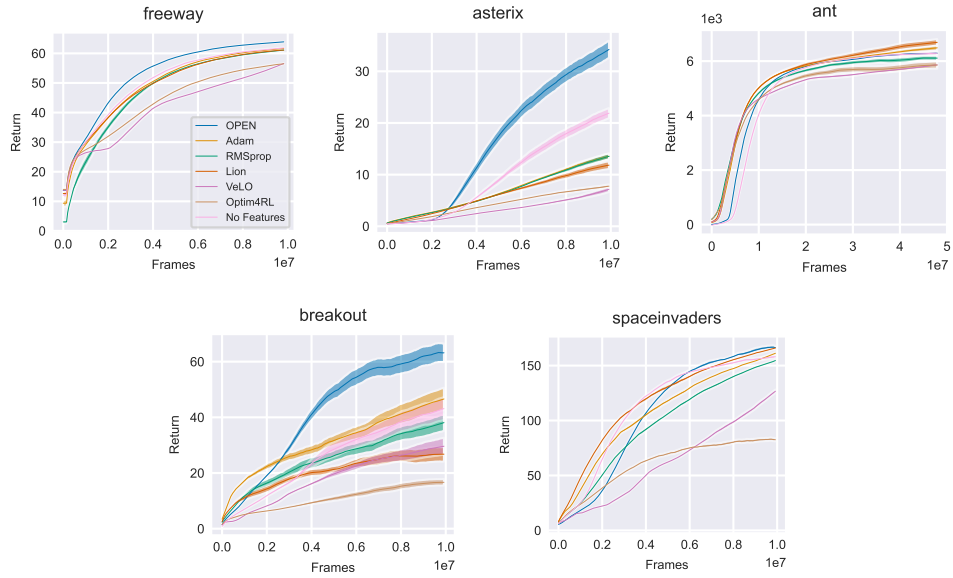 freeway
Return
60
50
40
30
20
10
0
OPEN
Adam
RMSprop
Lion
VeLO
Optim4RL
No Features
0.0 0.2 0.4 0.6 0.8 1.0
Frames
1e7
asterix
Return
30
20
10
0
0.0 0.2 0.4 0.6 0.8 1.0
Frames
1e7
ant
1e3
Return
6
4
2
0
0 1 2 3 4 5
Frames
1e7
breakout
Return
60
40
20
0
0.0 0.2 0.4 0.6 0.8 1.0
Frames
1e7
spaceinvaders
Return
150
100
50
0
0.0 0.2 0.4 0.6 0.8 1.0
Frames
1e7